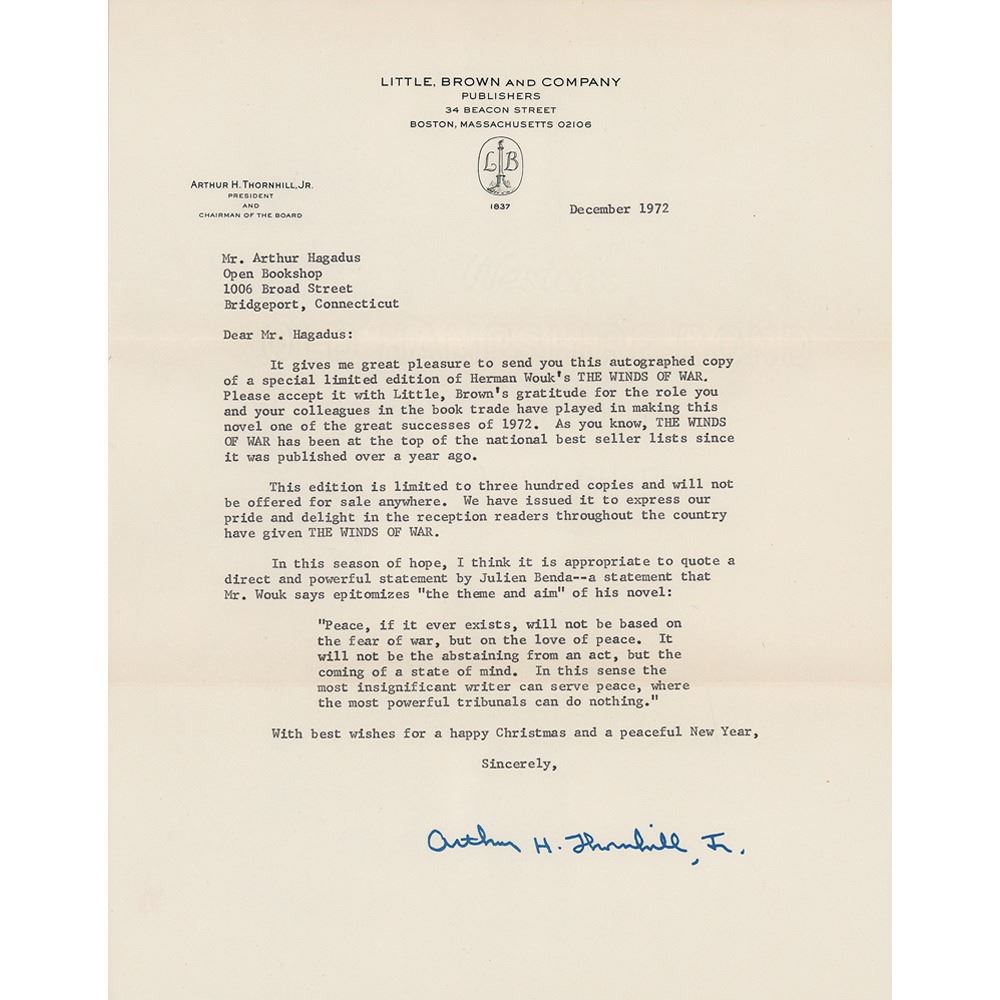 LITTLE, BROWN AND COMPANY
PUBLISHERS
34 BEACON STREET
BOSTON, MASSACHUSETTS 02106
L B
1837
ARTHUR H. THORNHILL, JR.
PRESIDENT
AND
CHAIRMAN OF THE BOARD
December 1972
Mr. Arthur Hagadus
Open Bookshop
1006 Broad Street
Bridgeport, Connecticut
Dear Mr. Hagadus:
It gives me great pleasure to send you this autographed copy
of a special limited edition of Herman Wouk's THE WINDS OF WAR.
Please accept it with Little, Brown's gratitude for the role you
and your colleagues in the book trade have played in making this
novel one of the great successes of 1972. As you know, THE WINDS
OF WAR has been at the top of the national best seller lists since
it was published over a year ago.
This edition is limited to three hundred copies and will not
be offered for sale anywhere. We have issued it to express our
pride and delight in the reception readers throughout the country
have given THE WINDS OF WAR.
In this season of hope, I think it is appropriate to quote a
direct and powerful statement by Julien Benda--a statement that
Mr. Wouk says epitomizes "the theme and aim" of his novel:
"Peace, if it ever exists, will not be based on
the fear of war, but on the love of peace. It
will not be the abstaining from an act, but the
coming of a state of mind. In this sense the
most insignificant writer can serve peace, where
the most powerful tribunals can do nothing."
With best wishes for a happy Christmas and a peaceful New Year,
Sincerely,
Arthur H. Thornhill, Jr.